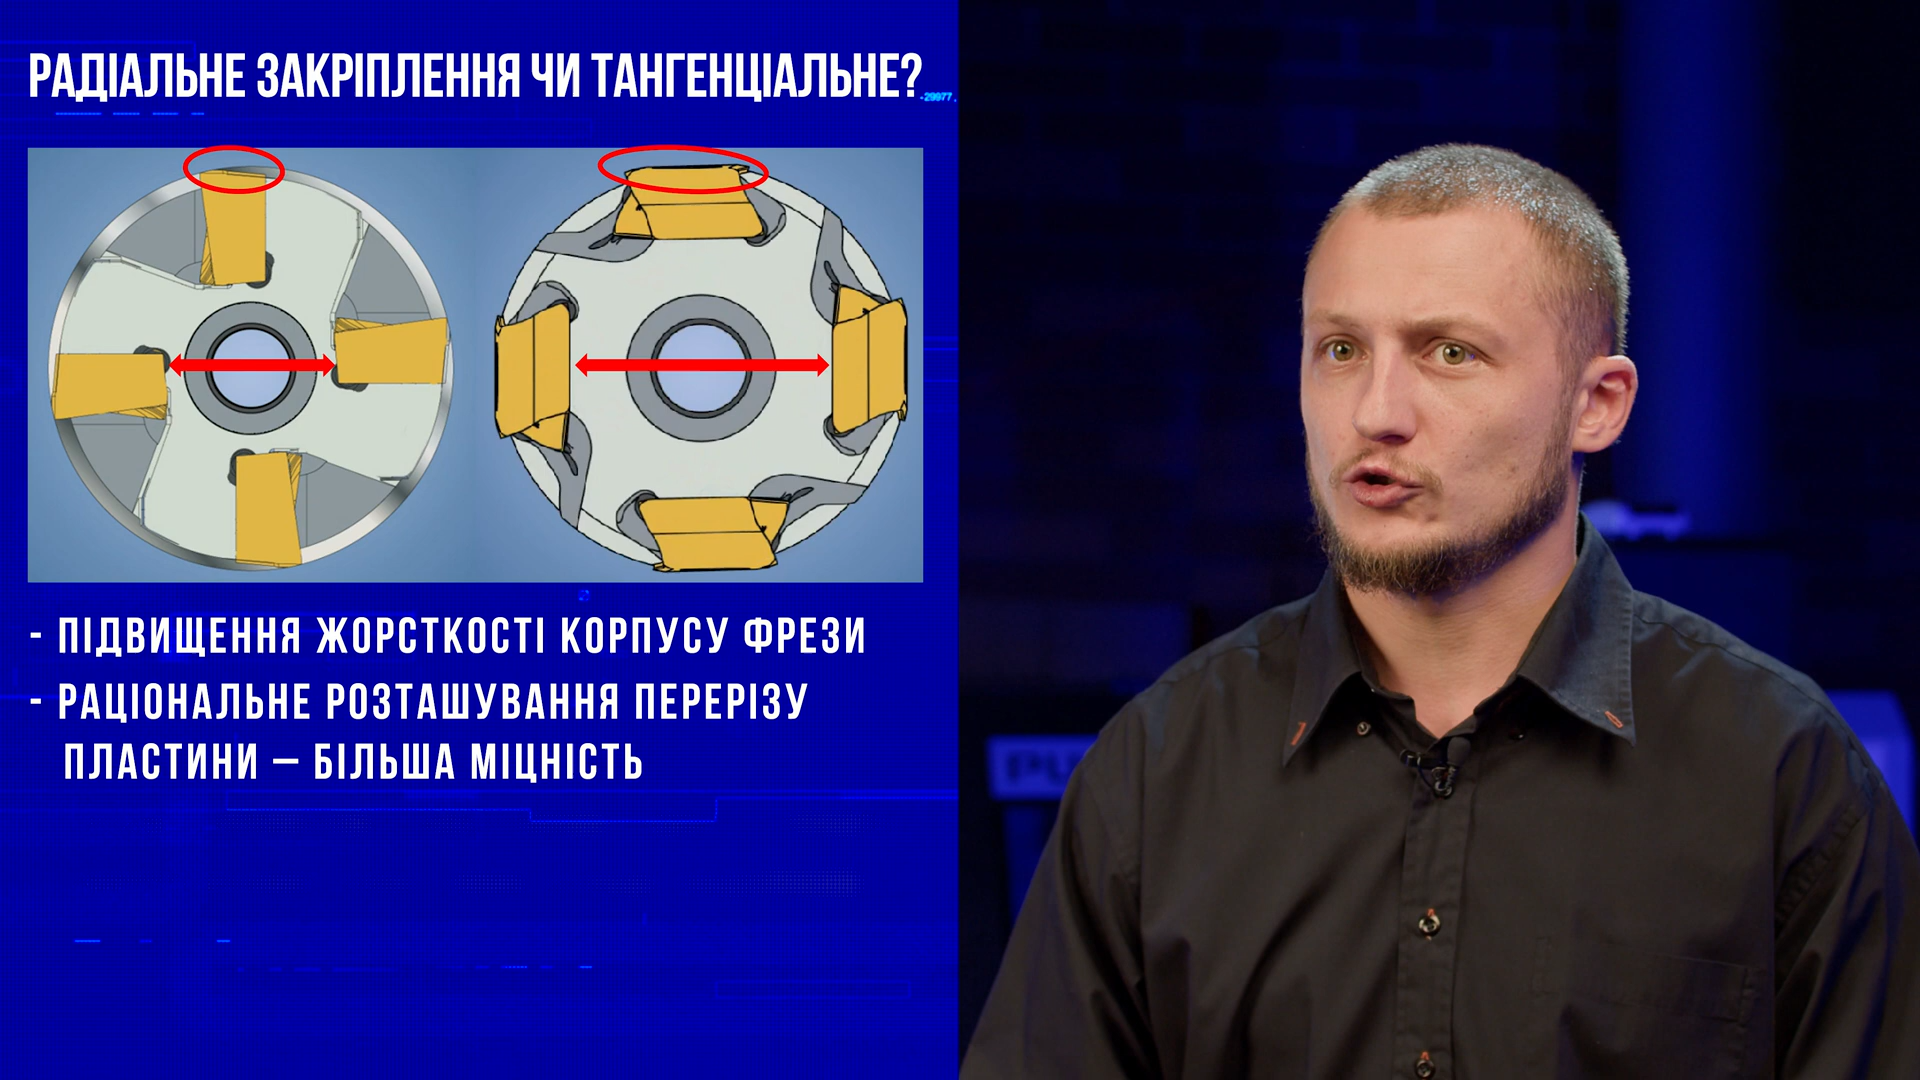 РАДІАЛЬНЕ ЗАКРІПЛЕННЯ ЧИ ТАНГЕНЦІАЛЬНЕ?
- ПІДВИЩЕННЯ ЖОРСТКОСТІ КОРПУСУ ФРЕЗИ
- РАЦІОНАЛЬНЕ РОЗТАШУВАННЯ ПЕРЕРІЗУ
ПЛАСТИНИ – БІЛЬША МІЦНІСТЬ